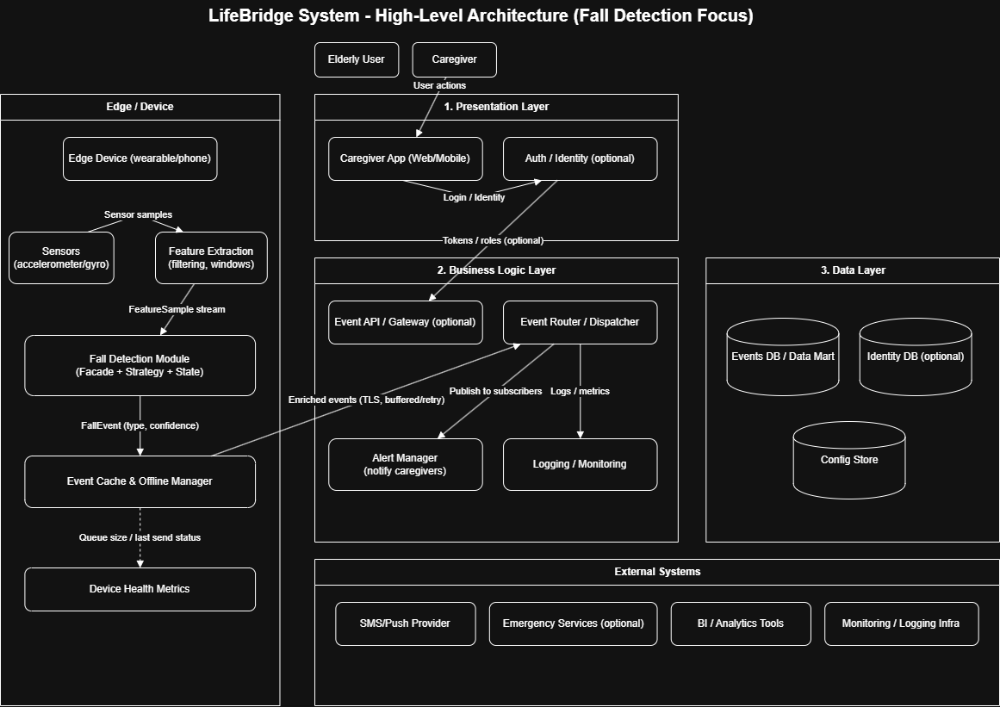 LifeBridge System - High-Level Architecture (Fall Detection Focus)
Elderly User
Caregiver
User actions
Edge / Device
Edge Device (wearable/phone)
Sensor samples
Sensors
(accelerometer/gyro)
Feature Extraction
(filtering, windows)
FeatureSample stream
Fall Detection Module
(Facade + Strategy + State)
FallEvent (type, confidence)
Event Cache & Offline Manager
Queue size / last send status
Device Health Metrics
1. Presentation Layer
Caregiver App (Web/Mobile)
Auth / Identity (optional)
Login / Identity
Tokens / roles (optional)
2. Business Logic Layer
Event API / Gateway (optional)
Event Router / Dispatcher
Enriched events (TLS, buffered/retry)
Publish to subscribers
Logs / metrics
Alert Manager
(notify caregivers)
Logging / Monitoring
3. Data Layer
Events DB / Data Mart
Identity DB (optional)
Config Store
External Systems
SMS/Push Provider
Emergency Services (optional)
BI / Analytics Tools
Monitoring / Logging Infra